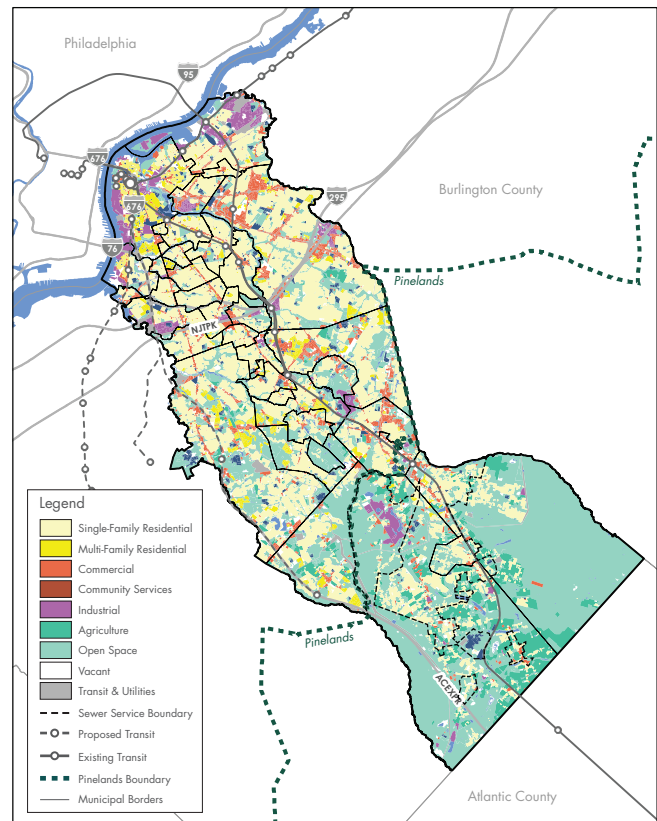 Philadelphia
95
676
676
76
295
Burlington County
Pinelands
NJTPK
Legend
Single-Family Residential
Multi-Family Residential
Commercial
Community Services
Industrial
Agriculture
Open Space
Vacant
Transit & Utilities
Sewer Service Boundary
Proposed Transit
Existing Transit
Pinelands Boundary
Municipal Borders
Pinelands
ACEXPR
Atlantic County